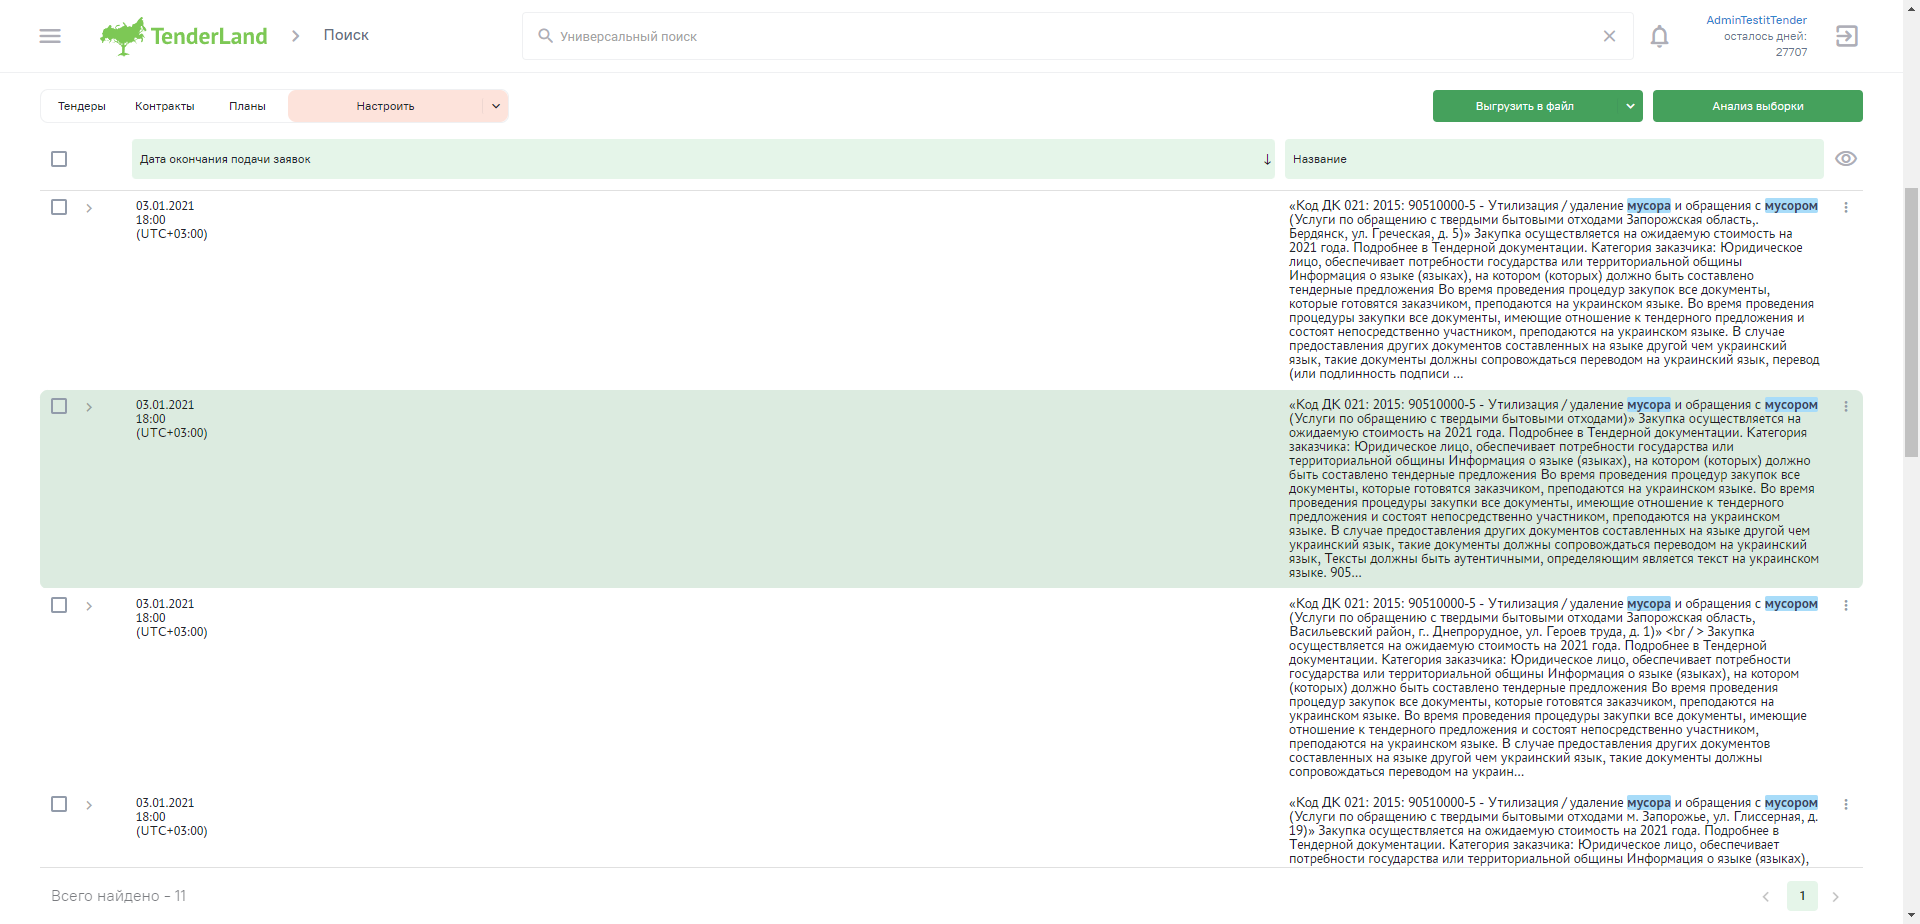 TenderLand
Поиск
Универсальный поиск
AdminTestitTender
осталось дней:
27707
Тендеры
Контракты
Планы
Настроить
Выгрузить в файл
Анализ выборки
Дата окончания подачи заявок
Название
03.01.2021
18:00
(UTC+03:00)
«Код ДК 021: 2015: 90510000-5 - Утилизация / удаление мусора и обращения с мусором
(Услуги по обращению с твердыми бытовыми отходами Запорожская область,.
Бердянск, ул. Греческая, д. 5)» Закупка осуществляется на ожидаемую стоимость на
2021 года. Подробнее в Тендерной документации. Категория заказчика: Юридическое
лицо, обеспечивает потребности государства или территориальной общины
Информация о языке (языках), на котором (которых) должно быть составлено
тендерные предложения Во время проведения процедур закупок все документы,
которые готовятся заказчиком, преподаются на украинском языке. Во время проведения
процедуры закупки все документы, имеющие отношение к тендерного предложения и
состоят непосредственно участником, преподаются на украинском языке. В случае
предоставления других документов составленных на языке другой чем украинский
язык, такие документы должны сопровождаться переводом на украинский язык, перевод
(или подлинность подписи ...
03.01.2021
18:00
(UTC+03:00)
«Код ДК 021: 2015: 90510000-5 - Утилизация / удаление мусора и обращения с мусором
(Услуги по обращению с твердыми бытовыми отходами)» Закупка осуществляется на
ожидаемую стоимость на 2021 года. Подробнее в Тендерной документации. Категория
заказчика: Юридическое лицо, обеспечивает потребности государства или
территориальной общины Информация о языке (языках), на котором (которых) должно
быть составлено тендерные предложения Во время проведения процедур закупок все
документы, которые готовятся заказчиком, преподаются на украинском языке. Во время
проведения процедуры закупки все документы, имеющие отношение к тендерного
предложения и состоят непосредственно участником, преподаются на украинском
языке. В случае предоставления других документов составленных на языке другой чем
украинский язык, такие документы должны сопровождаться переводом на украинский
язык, Тексты должны быть аутентичными, определяющим является текст на украинском
языке. 905...
03.01.2021
18:00
(UTC+03:00)
«Код ДК 021: 2015: 90510000-5 - Утилизация / удаление мусора и обращения с мусором
(Услуги по обращению с твердыми бытовыми отходами Запорожская область,
Васильевский район, г.. Днепрорудное, ул. Героев труда, д. 1)» <br / > Закупка
осуществляется на ожидаемую стоимость на 2021 года. Подробнее в Тендерной
документации. Категория заказчика: Юридическое лицо, обеспечивает потребности
государства или территориальной общины Информация о языке (языках), на котором
(которых) должно быть составлено тендерные предложения Во время проведения
процедур закупок все документы, которые готовятся заказчиком, преподаются на
украинском языке. Во время проведения процедуры закупки все документы, имеющие
отношение к тендерного предложения и состоят непосредственно участником,
преподаются на украинском языке. В случае предоставления других документов
составленных на языке другой чем украинский язык, такие документы должны
сопровождаться переводом на украин...
03.01.2021
18:00
(UTC+03:00)
«Код ДК 021: 2015: 90510000-5 - Утилизация / удаление мусора и обращения с мусором
(Услуги по обращению с твердыми бытовыми отходами м. Запорожье, ул. Глиссерная, д.
19)» Закупка осуществляется на ожидаемую стоимость на 2021 года. Подробнее в
Тендерной документации. Категория заказчика: Юридическое лицо, обеспечивает
потребности государства или территориальной общины Информация о языке (языках),
Всего найдено - 11
1